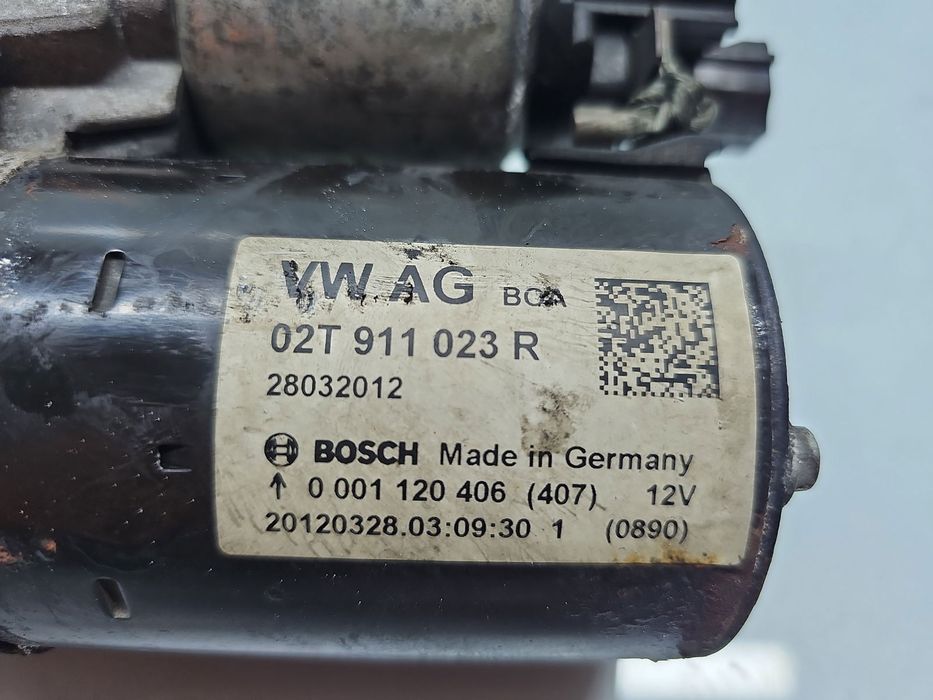 VW AG BCA
02T 911 023 R
28032012
BOSCH Made in Germany
↑ 0 001 120 406 (407) 12V
20120328.03:09:30 1 (0890)